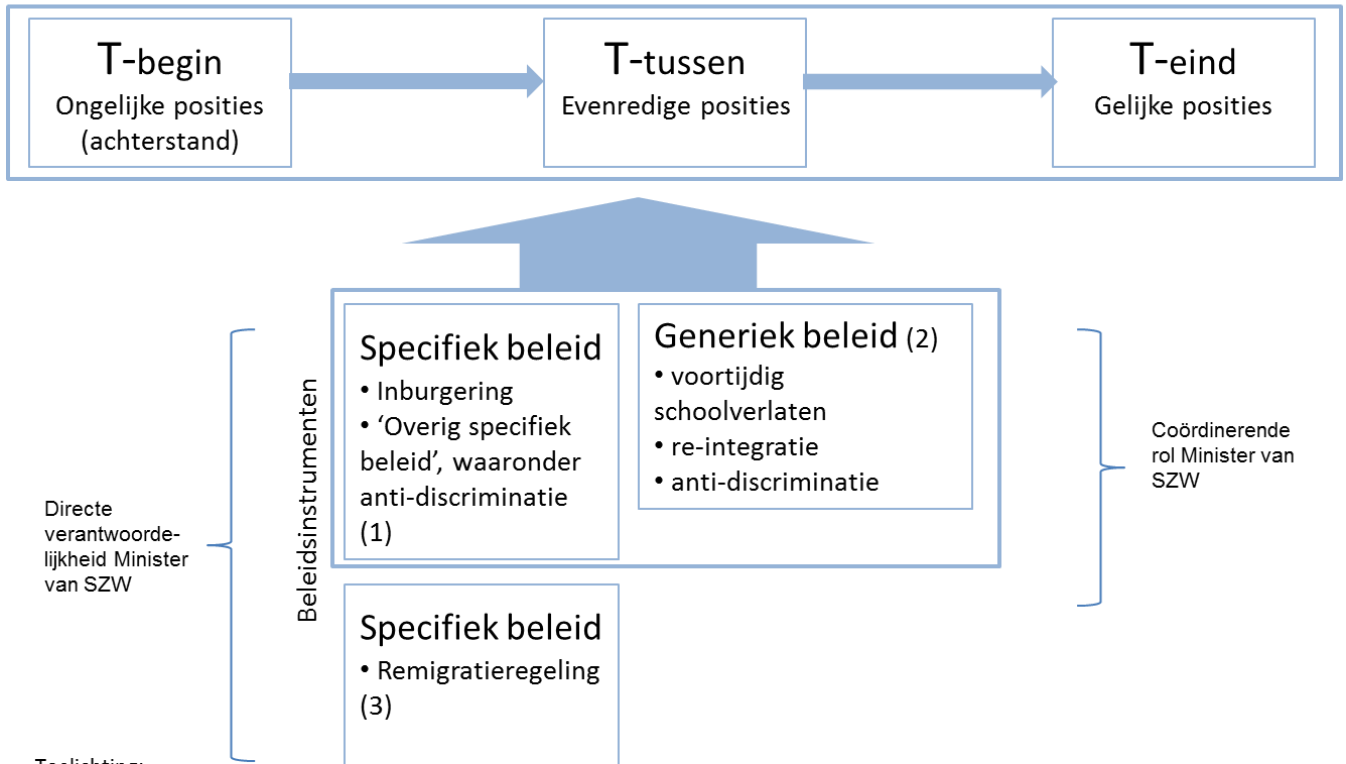 T-begin
Ongelijke posities
(achterstand)
T-tussen
Evenredige posities
T-eind
Gelijke posities
Directe
verantwoorde-
lijkheid Minister
van SZW
Beleidsinstrumenten
Specifiek beleid
• Inburgering
• ‘Overig specifiek
beleid’, waaronder
anti-discriminatie
(1)
Generiek beleid (2)
• voortijdig
schoolverlaten
• re-integratie
• anti-discriminatie
Coördinerende
rol Minister van
SZW
Specifiek beleid
• Remigratieregeling
(3)